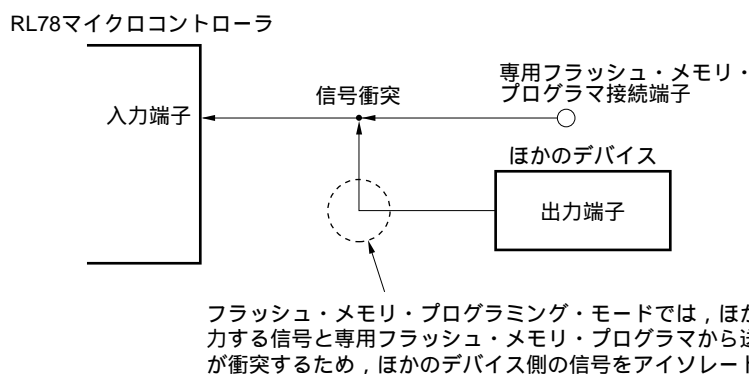 RL78マイクロコントローラ
専用フラッシュ・メモリ・
プログラマ接続端子
信号衝突
入力端子
ほかのデバイス
出力端子
フラッシュ・メモリ・プログラミング・モードでは，ほか
力する信号と専用フラッシュ・メモリ・プログラマから
が衝突するため，ほかのデバイス側の信号をアイソレート